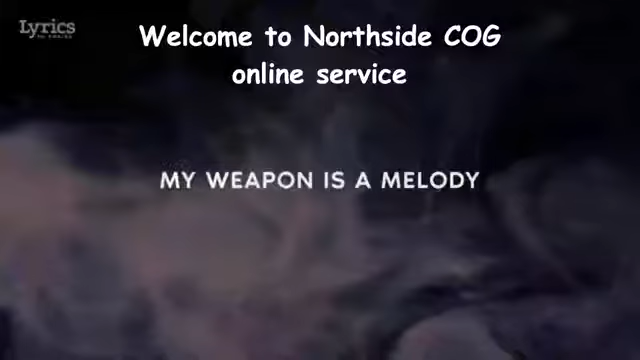 Lyrics
Welcome to Northside COG
online service
MY WEAPON IS A MELODY